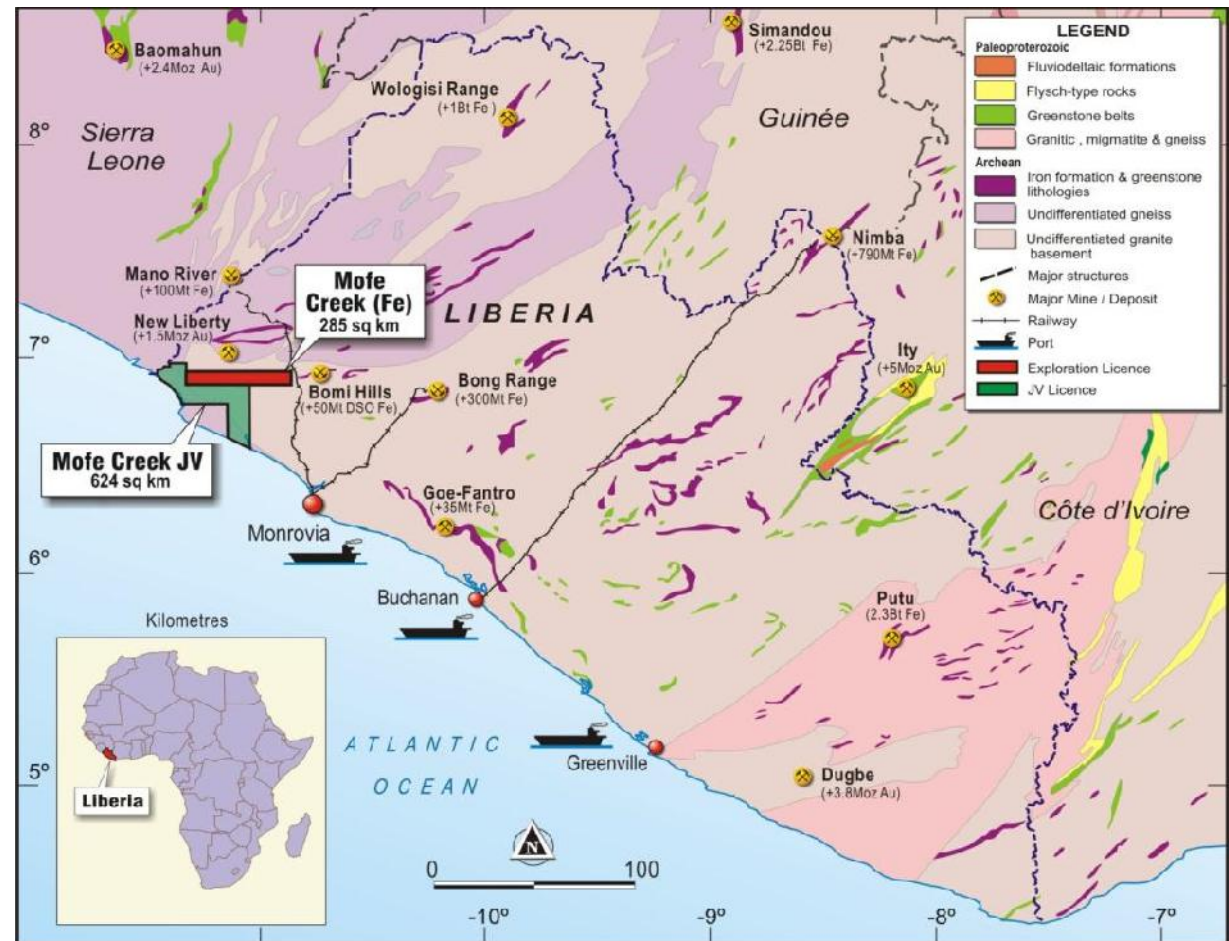 Baomahun
(+2.4Moz Au)
Simandou
(+2.25Bt Fe)
Wologisi Range
(+1Bt Fe)
Sierra
Leone
Guinée
8°
LEGEND
Paleoproterozoic
Fluviodellaic formations
Flysch-type rocks
Greenstone belts
Granitic , migmatite & gneiss
Archean
Iron formation & greenstone
lithologies
Undifferentiated gneiss
Undifferentiated granite
basement
Major structures
Major Mine / Deposit
Railway
Port
Exploration Licence
JV Licence
Nimba
(+790Mt Fe)
Mano River
(+100Mt Fe)
Mofe
Creek (Fe)
285 sq km
LIBERIA
New Liberty
(+1.5Moz Au)
7°
Ity
(+5Moz Au)
Bomi Hills
(+50Mt DSO Fe)
Bong Range
(+300Mt Fe)
Mofe Creek JV
624 sq km
Goe-Fantro
(+35Mt Fe)
Monrovia
Côte d'Ivoire
6°
Buchanan
Putu
(2.3Bt Fe)
Kilometres
Liberia
ATLANTIC
OCEAN
Greenville
5°
Dugbe
(+3.8Moz Au)
N
0 100
-10° -9° -8° -7°